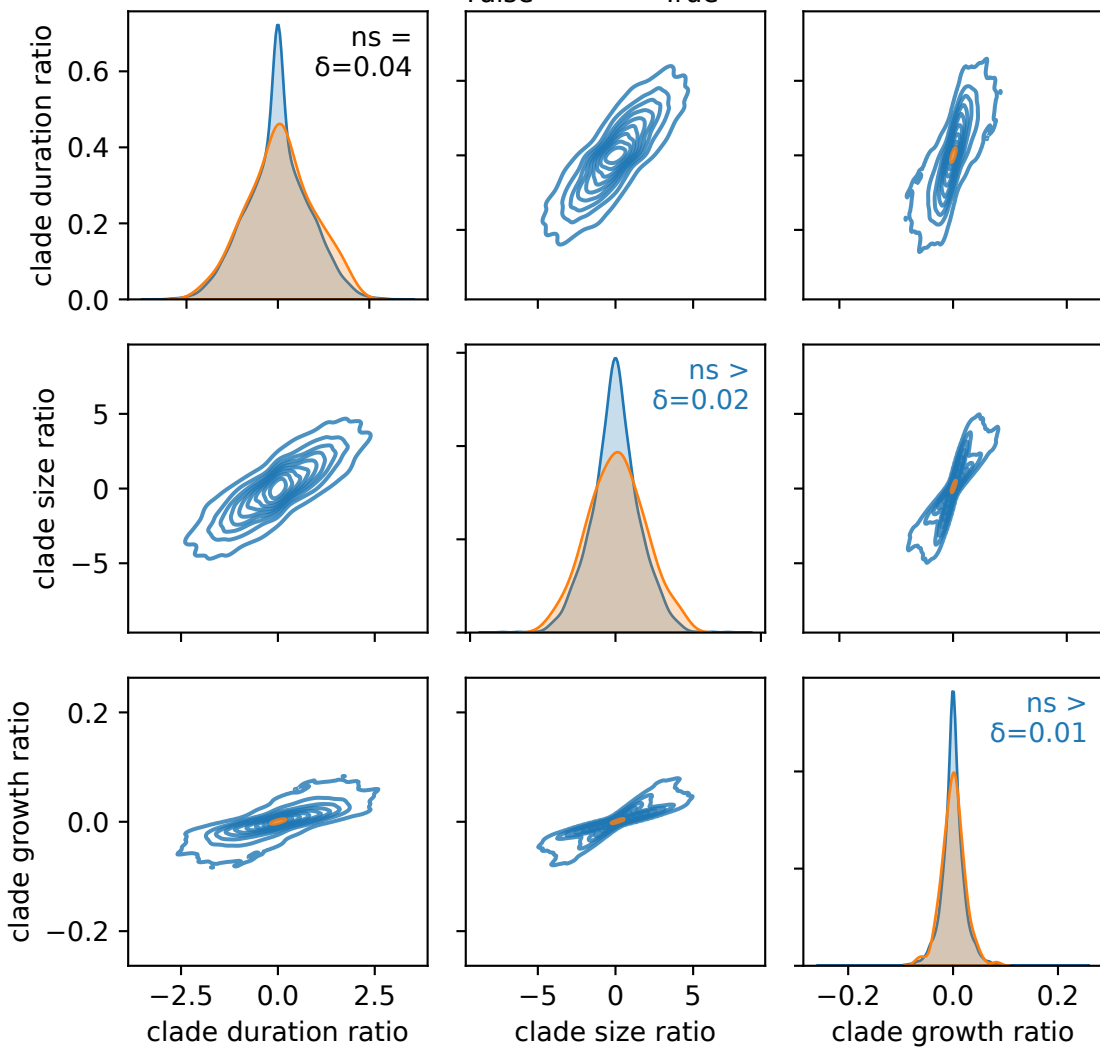 ns =
δ=0.04
clade duration ratio
0.6
0.4
0.2
0.0
ns >
δ=0.02
clade size ratio
5
0
−5
ns >
δ=0.01
clade growth ratio
0.2
0.0
−0.2
−2.5 0.0 2.5
−5 0 5
−0.2 0.0 0.2
clade duration ratio
clade size ratio
clade growth ratio